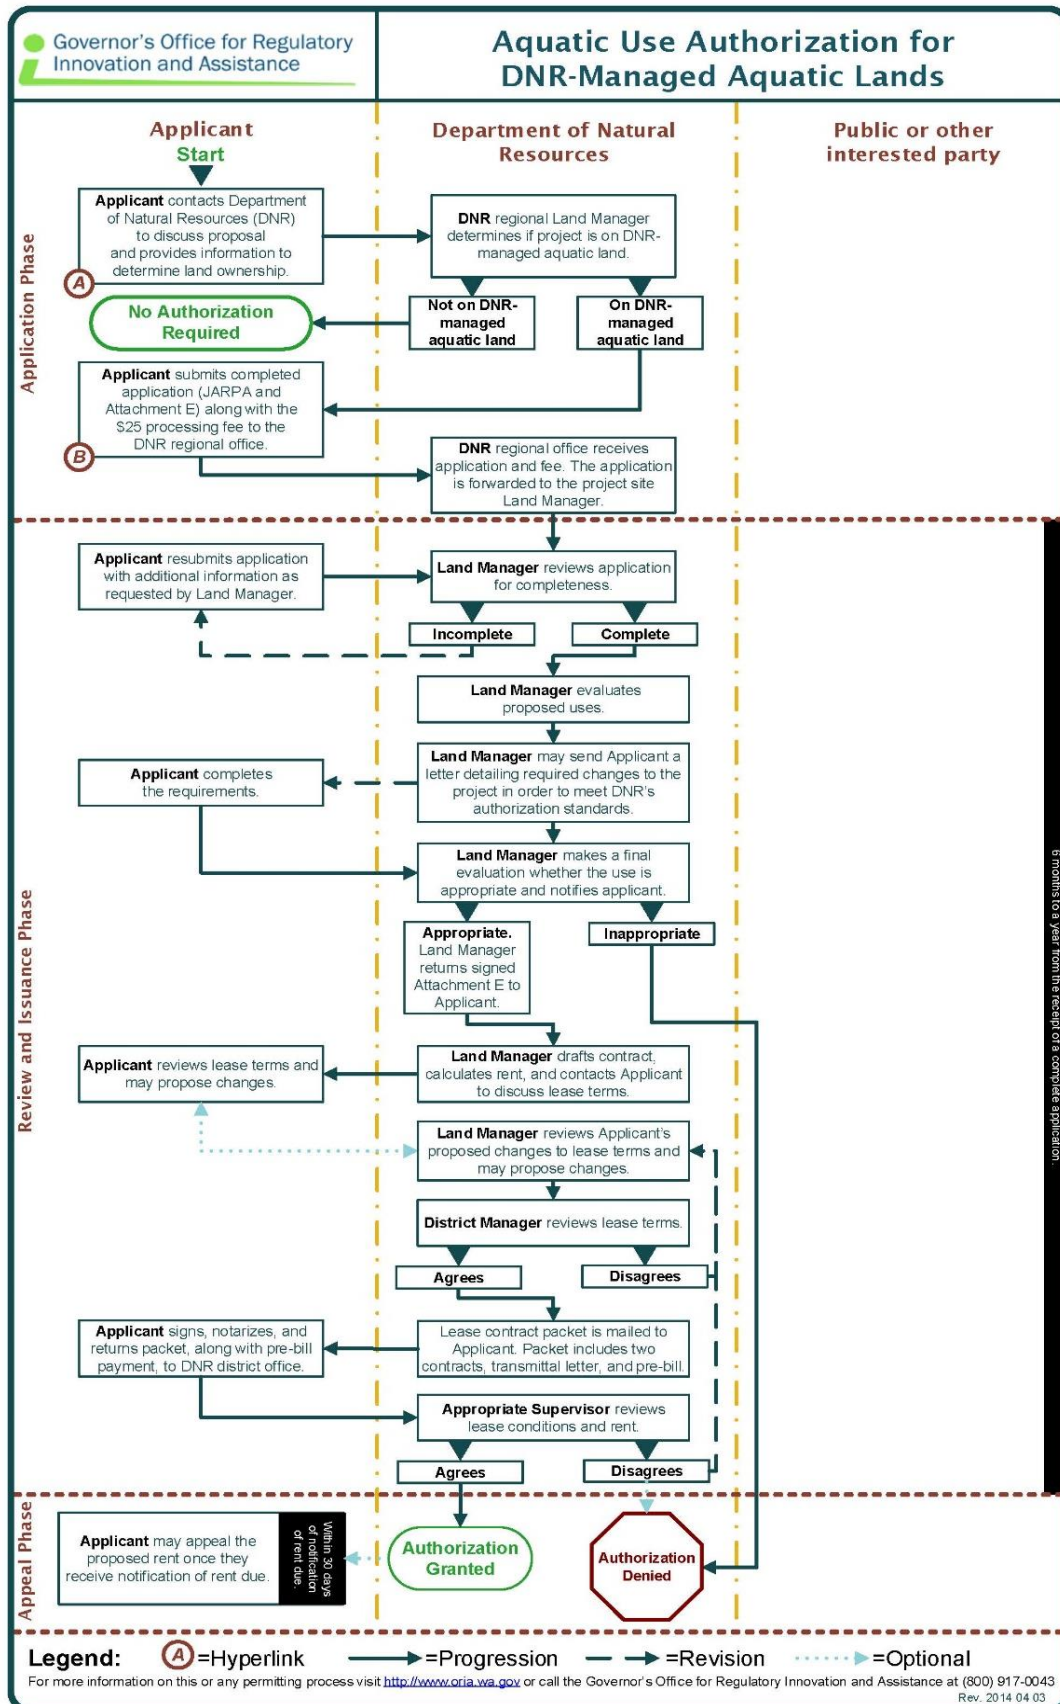 Governor's Office for Regulatory
Innovation and Assistance
Aquatic Use Authorization for
DNR-Managed Aquatic Lands
Applicant
Start
Department of Natural
Resources
Public or other
interested party
Application Phase
Applicant contacts Department
of Natural Resources (DNR)
to discuss proposal
and provides information to
determine land ownership.
A
DNR regional Land Manager
determines if project is on DNR-
managed aquatic land.
No Authorization
Required
Not on DNR-
managed
aquatic land
On DNR-
managed
aquatic land
Applicant submits completed
application (JARPA and
Attachment E) along with the
$25 processing fee to the
DNR regional office.
B
DNR regional office receives
application and fee. The application
is forwarded to the project site
Land Manager.
Review and Issuance Phase
Applicant resubmits application
with additional information as
requested by Land Manager.
Land Manager reviews application
for completeness.
Incomplete
Complete
Land Manager evaluates
proposed uses.
Applicant completes
the requirements.
Land Manager may send Applicant a
letter detailing required changes to the
project in order to meet DNR's
authorization standards.
Land Manager makes a final
evaluation whether the use is
appropriate and notifies applicant.
Appropriate.
Land Manager
returns signed
Attachment E to
Applicant.
Inappropriate
6 months to a year from the receipt of a complete application.
Applicant reviews lease terms and
may propose changes.
Land Manager drafts contract,
calculates rent, and contacts Applicant
to discuss lease terms.
Land Manager reviews Applicant's
proposed changes to lease terms and
may propose changes.
District Manager reviews lease terms.
Agrees
Disagrees
Applicant signs, notarizes, and
returns packet, along with pre-bill
payment, to DNR district office.
Lease contract packet is mailed to
Applicant. Packet includes two
contracts, transmittal letter, and pre-bill.
Appropriate Supervisor reviews
lease conditions and rent.
Agrees
Disagrees
Appeal Phase
Applicant may appeal the
proposed rent once they
receive notification of rent due.
Within 30 days
of notification
of rent due.
Authorization
Granted
Authorization
Denied
Legend: A =Hyperlink =Progression =Revision =Optional
For more information on this or any permitting process visit http://www.oria.wa.gov or call the Governor's Office for Regulatory Innovation and Assistance at (800) 917-0043
Rev. 2014 04 03